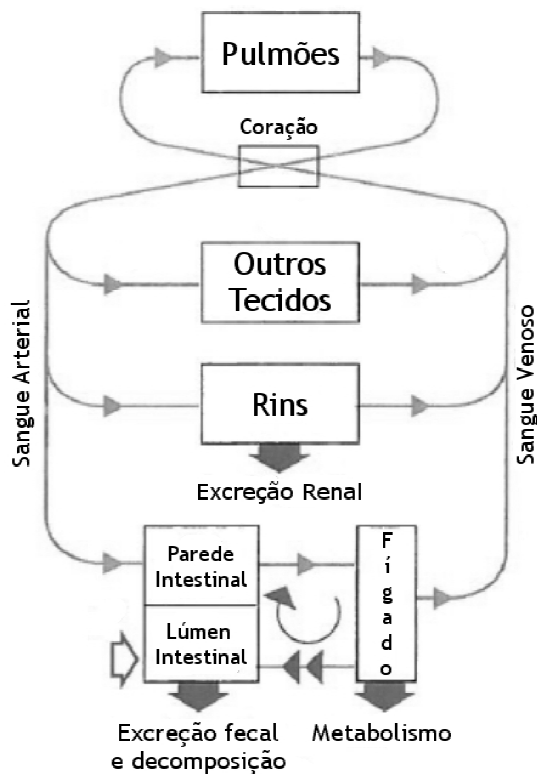 Pulmões
Coração
Outros
Tecidos
Sangue Arterial
Sangue Venoso
Rins
Excreção Renal
Parede
Intestinal
Lúmen
Intestinal
Fígado
Excreção fecal
e decomposição
Metabolismo